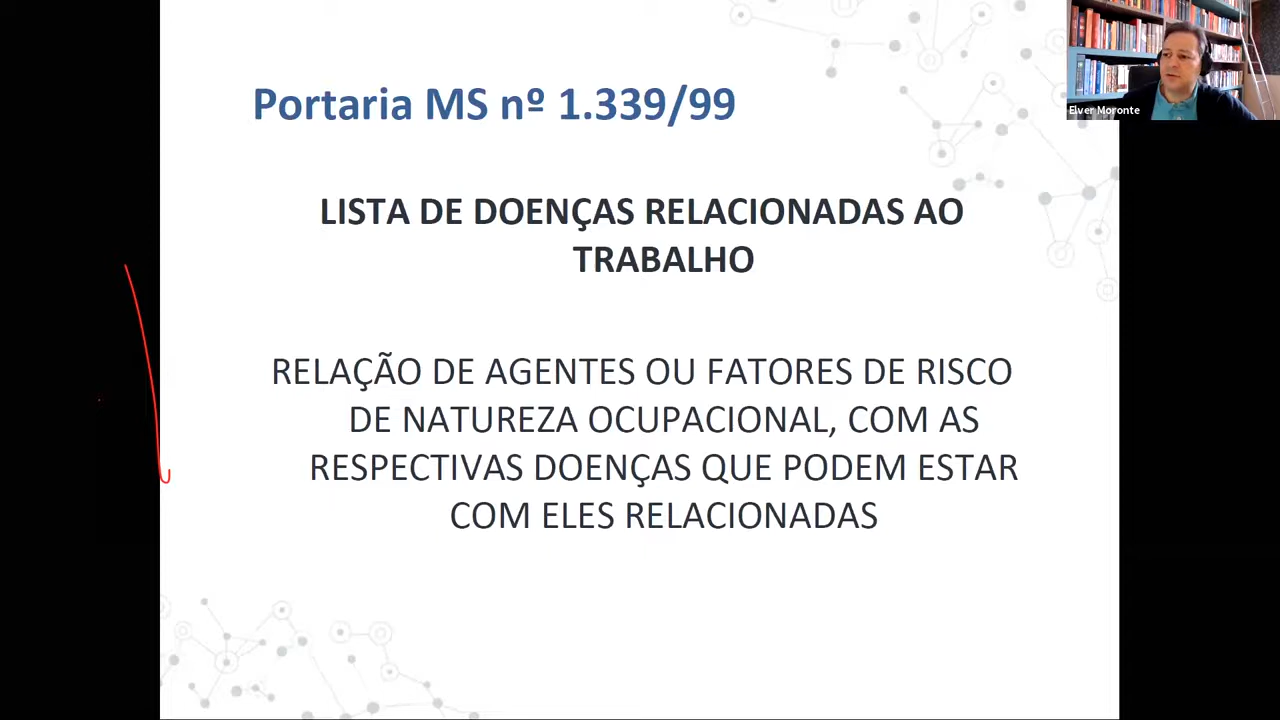 Portaria MS nº 1.339/99
Elver Moronte
LISTA DE DOENÇAS RELACIONADAS AO
TRABALHO
RELAÇÃO DE AGENTES OU FATORES DE RISCO
DE NATUREZA OCUPACIONAL, COM AS
RESPECTIVAS DOENÇAS QUE PODEM ESTAR
COM ELES RELACIONADAS